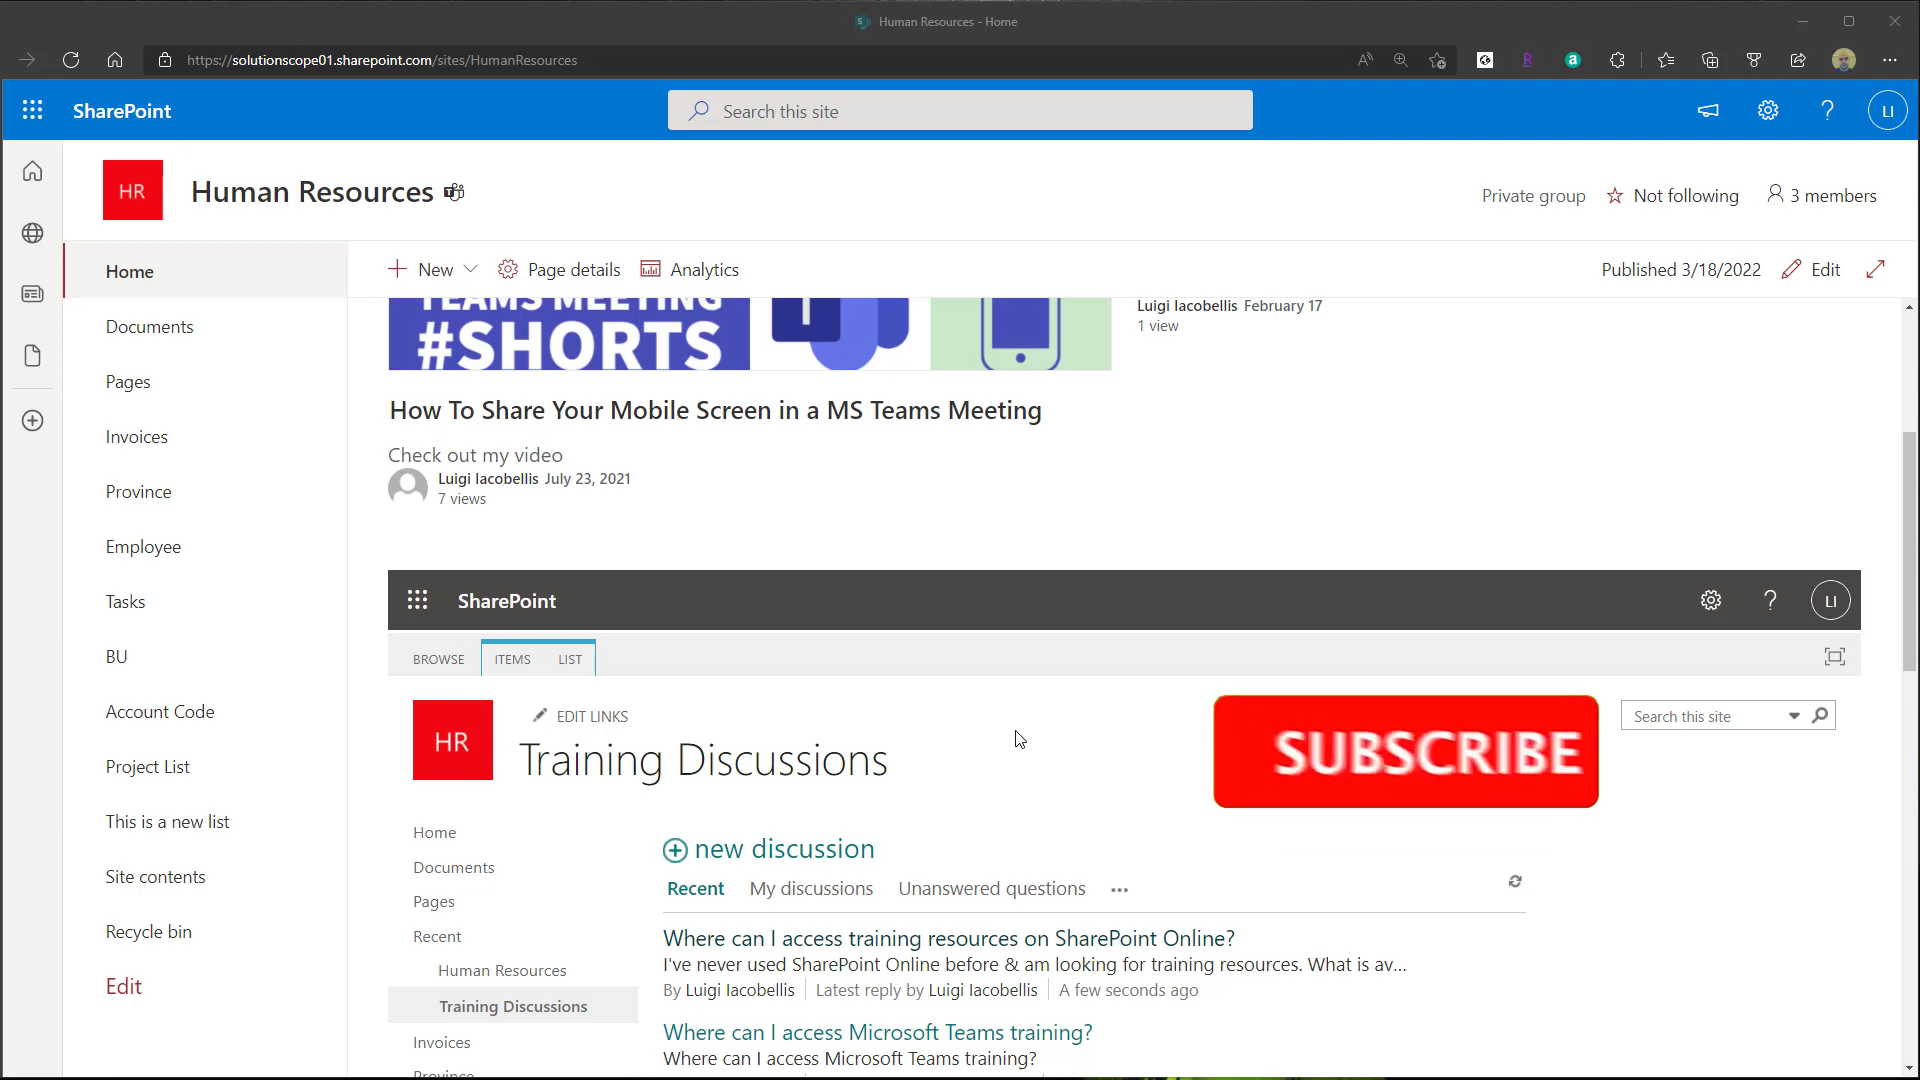 Human Resources - Home
https://solutionscope01.sharepoint.com/sites/HumanResources
SharePoint
Search this site
LI
HR
Human Resources
Private group
Not following
3 members
Home
Documents
Pages
Invoices
Province
Employee
Tasks
BU
Account Code
Project List
This is a new list
Site contents
Recycle bin
Edit
New
Page details
Analytics
Published 3/18/2022
Edit
TEAMS MEETING
#SHORTS
Luigi Iacobellis February 17
1 view
How To Share Your Mobile Screen in a MS Teams Meeting
Check out my video
Luigi Iacobellis July 23, 2021
7 views
SharePoint
LI
BROWSE
ITEMS
LIST
HR
EDIT LINKS
Training Discussions
SUBSCRIBE
Search this site
Home
Documents
Pages
Recent
Human Resources
Training Discussions
Invoices
Province
new discussion
Recent
My discussions
Unanswered questions
Where can I access training resources on SharePoint Online?
I've never used SharePoint Online before & am looking for training resources. What is av...
By Luigi Iacobellis
Latest reply by Luigi Iacobellis
A few seconds ago
Where can I access Microsoft Teams training?
Where can I access Microsoft Teams training?